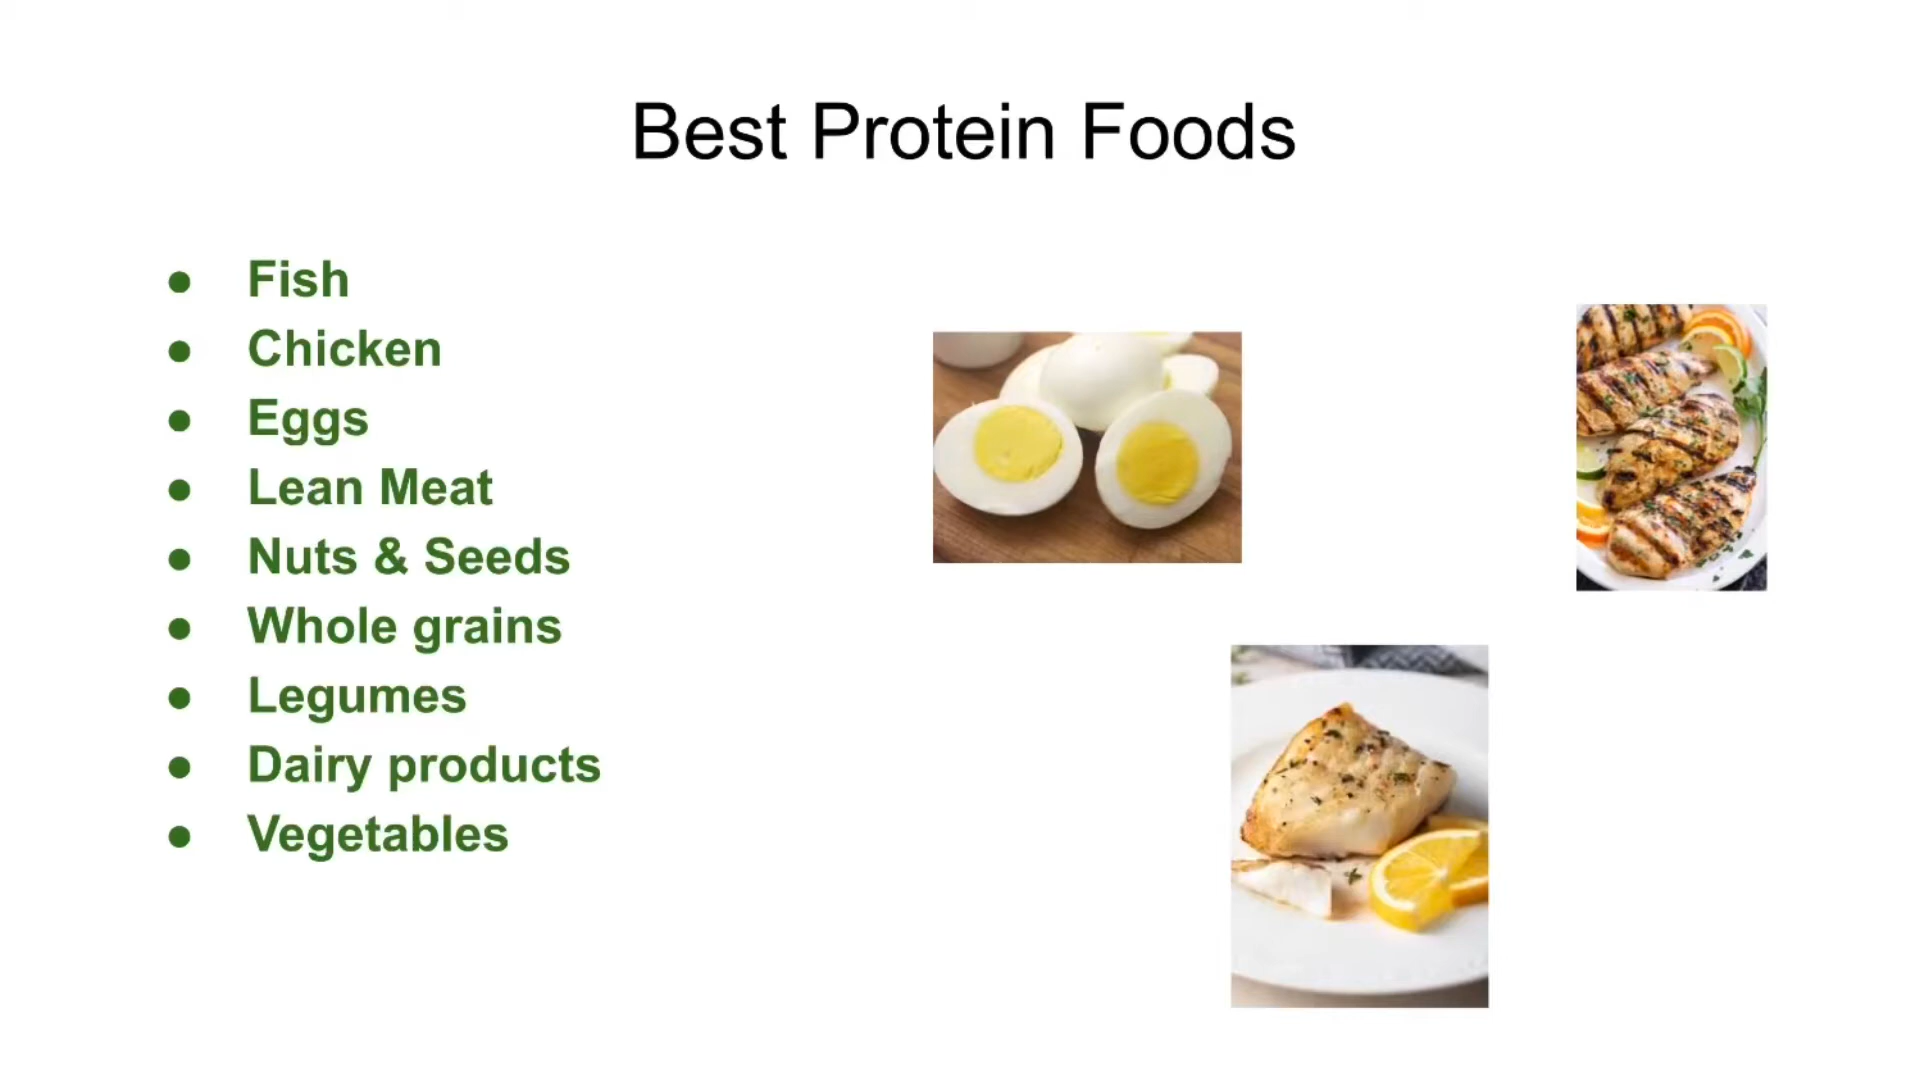 Best Protein Foods
● Fish
● Chicken
● Eggs
● Lean Meat
● Nuts & Seeds
● Whole grains
● Legumes
● Dairy products
● Vegetables